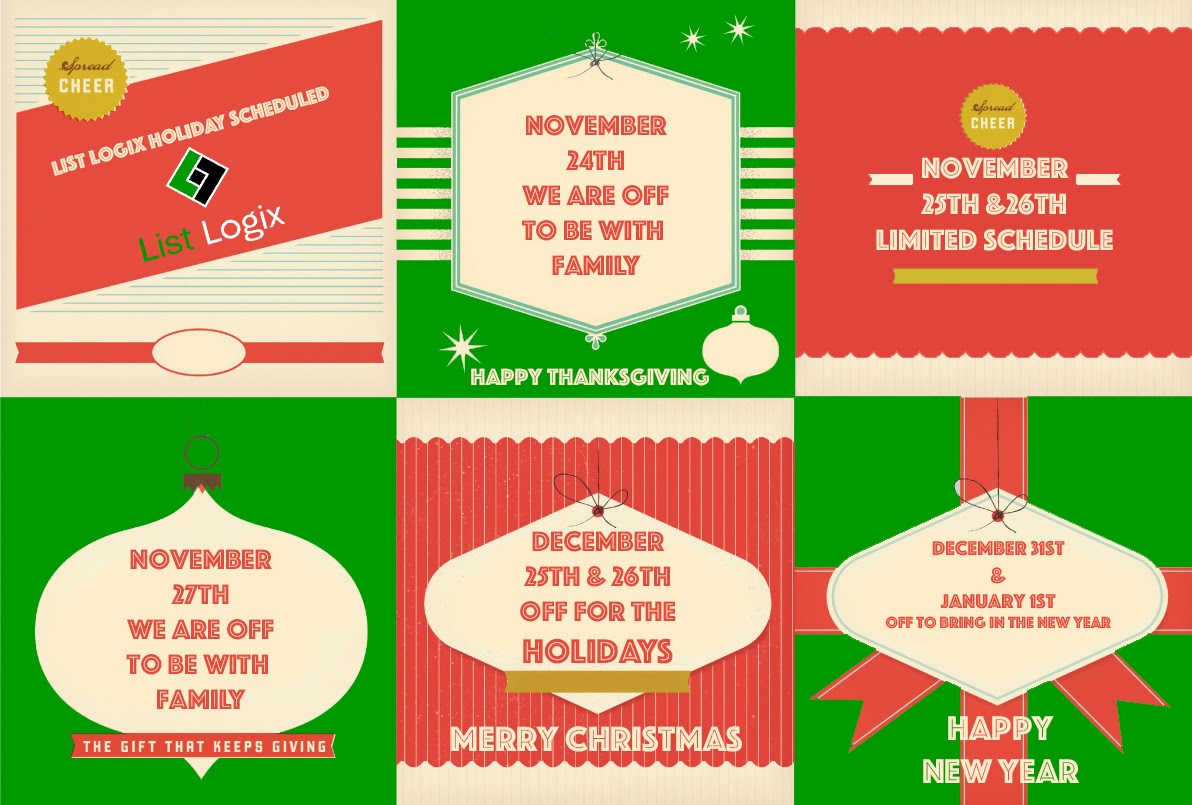 Spread
CHEER
LIST LOGIX HOLIDAY SCHEDULED
List Logix
NOVEMBER
24TH
WE ARE OFF
TO BE WITH
FAMILY
HAPPY THANKSGIVING
Spread
CHEER
NOVEMBER
25TH &26TH
LIMITED SCHEDULE
NOVEMBER
27TH
WE ARE OFF
TO BE WITH
FAMILY
THE GIFT THAT KEEPS GIVING
DECEMBER
25TH & 26TH
OFF FOR THE
HOLIDAYS
MERRY CHRISTMAS
DECEMBER 31ST
&
JANUARY 1ST
OFF TO BRING IN THE NEW YEAR
HAPPY
NEW YEAR